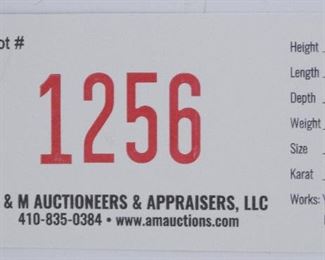 ot #
1256
& M AUCTIONEERS & APPRAISERS, LLC
410-835-0384 • www.amauctions.com
Height
Length
Depth
Weight
Size
Karat
Works: Y